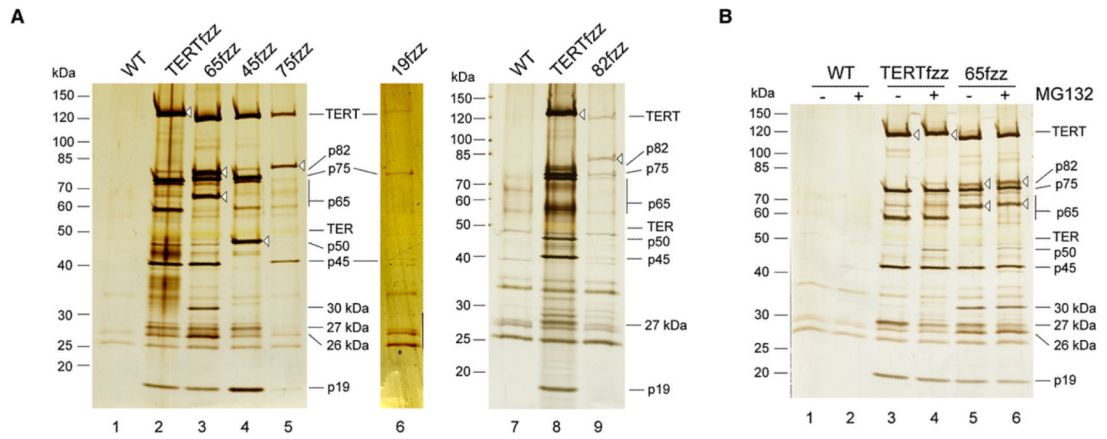 A
WT
TERTfzz
65fzz
45fzz
75fzz
19fzz
WT
TERTfzz
82fzz
kDa
150
120
100
85
70
60
50
40
30
25
20
TERT
p82
p75
p65
TER
p50
p45
30 kDa
27 kDa
26 kDa
p19
1 2 3 4 5 6
kDa
150
120
100
85
70
60
50
40
30
25
20
TERT
p82
p75
p65
TER
p50
p45
27 kDa
p19
7 8 9
B
WT TERTfzz 65fzz
- + - + - + MG132
kDa
150
120
85
70
60
50
40
30
25
20
TERT
p82
p75
p65
TER
p50
p45
30 kDa
27 kDa
26 kDa
p19
1 2 3 4 5 6